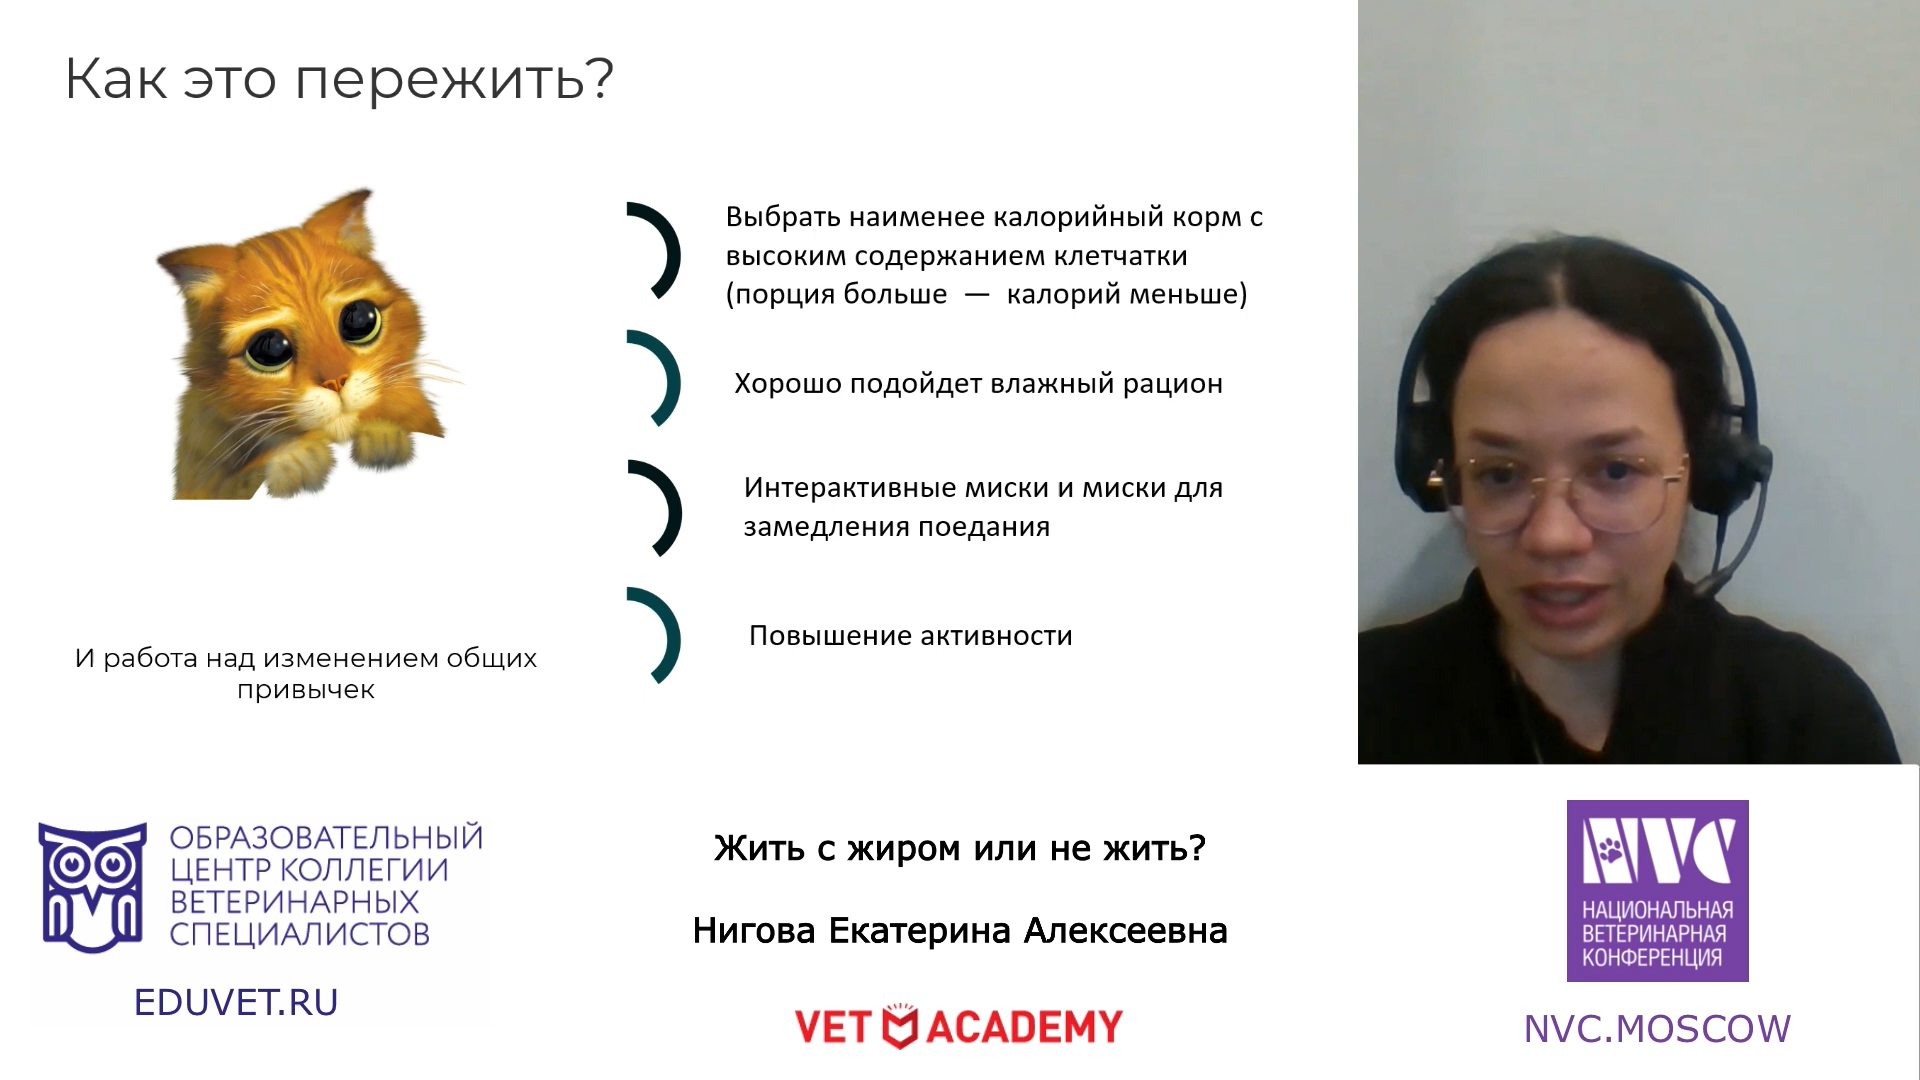 Как это пережить?
Выбрать наименее калорийный корм с
высоким содержанием клетчатки
(порция больше — калорий меньше)
Хорошо подойдет влажный рацион
Интерактивные миски и миски для
замедления поедания
Повышение активности
И работа над изменением общих
привычек
ОБРАЗОВАТЕЛЬНЫЙ
ЦЕНТР КОЛЛЕГИИ
ВЕТЕРИНАРНЫХ
СПЕЦИАЛИСТОВ
EDUVET.RU
Жить с жиром или не жить?
Нигова Екатерина Алексеевна
VET ACADEMY
NVC
НАЦИОНАЛЬНАЯ
ВЕТЕРИНАРНАЯ
КОНФЕРЕНЦИЯ
NVC.MOSCOW